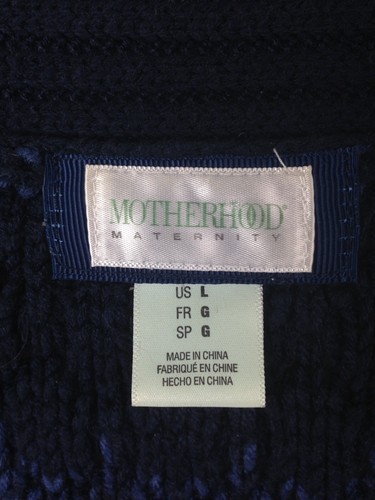 MOTHERHOOD®
MATERNITY
US L
FR G
SP G
MADE IN CHINA
FABRIQUÉ EN CHINE
HECHO EN CHINA